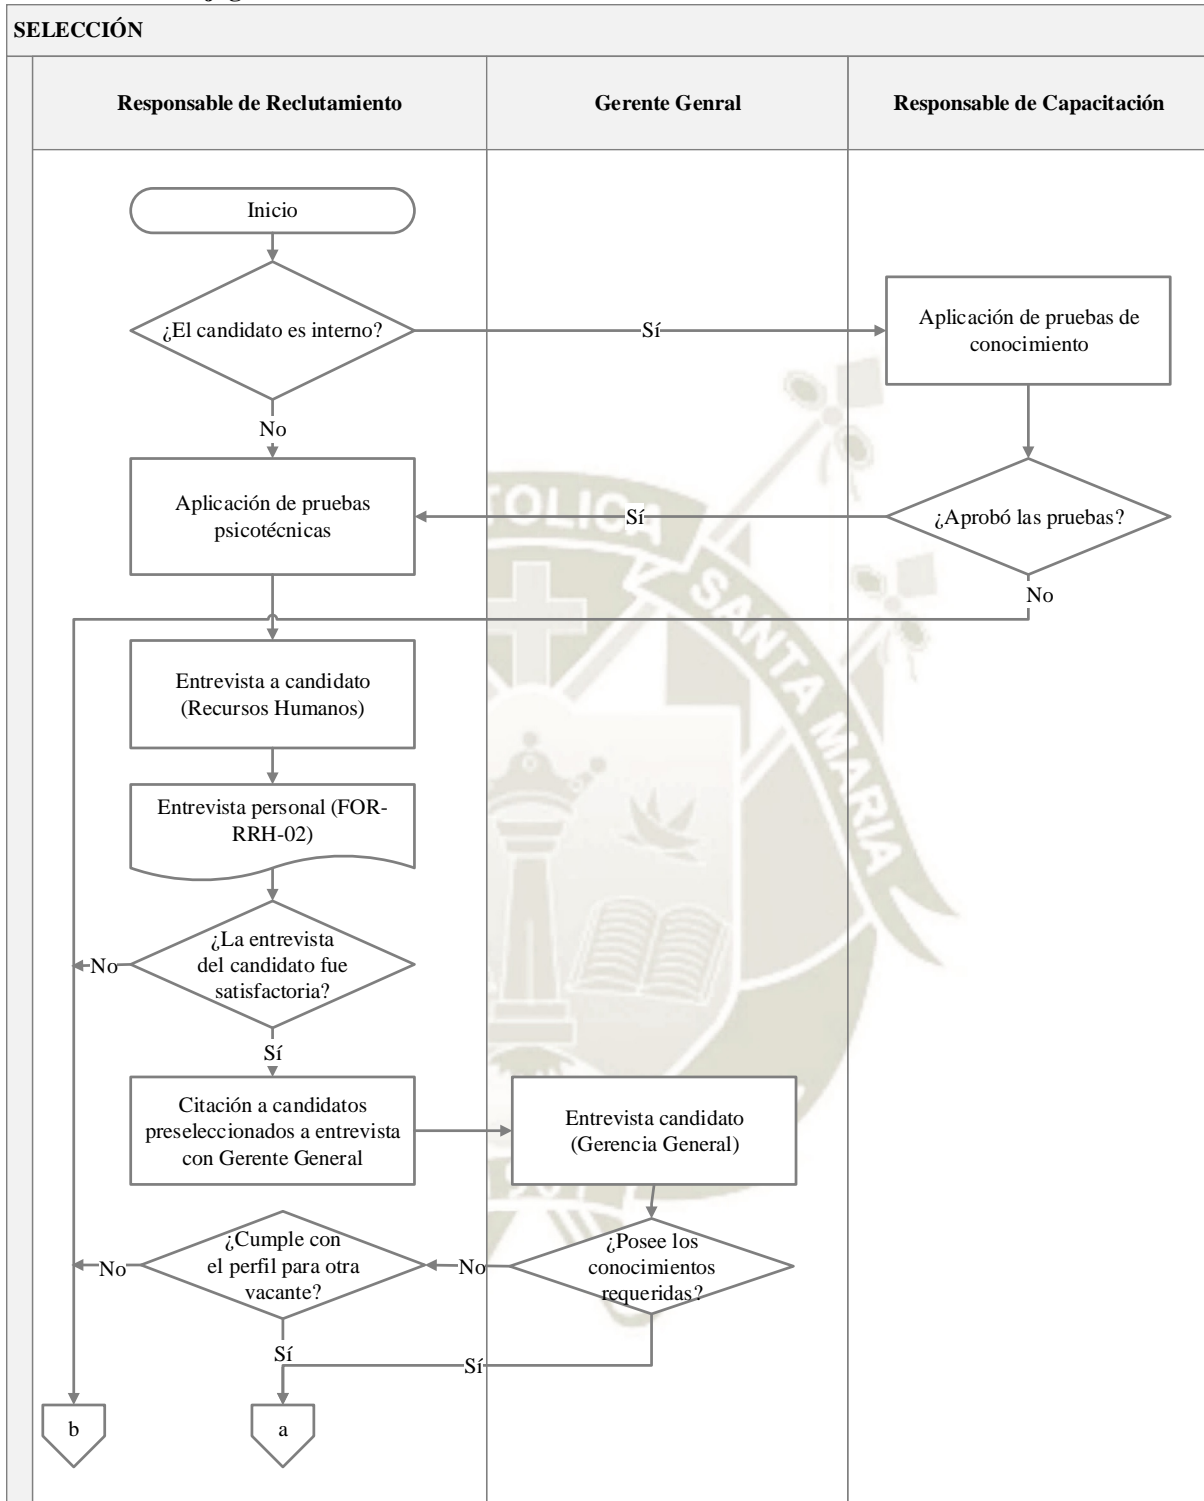 SELECCIÓN
Responsable de Reclutamiento
Gerente Genral
Responsable de Capacitación
Inicio
¿El candidato es interno?
Sí
Aplicación de pruebas de
conocimiento
No
Aplicación de pruebas
psicotécnicas
Sí
¿Aprobó las pruebas?
No
Entrevista a candidato
(Recursos Humanos)
Entrevista personal (FOR-
RRH-02)
¿La entrevista
del candidato fue
satisfactoria?
No
Sí
Citación a candidatos
preseleccionados a entrevista
con Gerente General
Entrevista candidato
(Gerencia General)
¿Posee los
conocimientos
requeridas?
No
¿Cumple con
el perfil para otra
vacante?
No
Sí
Sí
b
a
TOLICA
SANTA MARIA